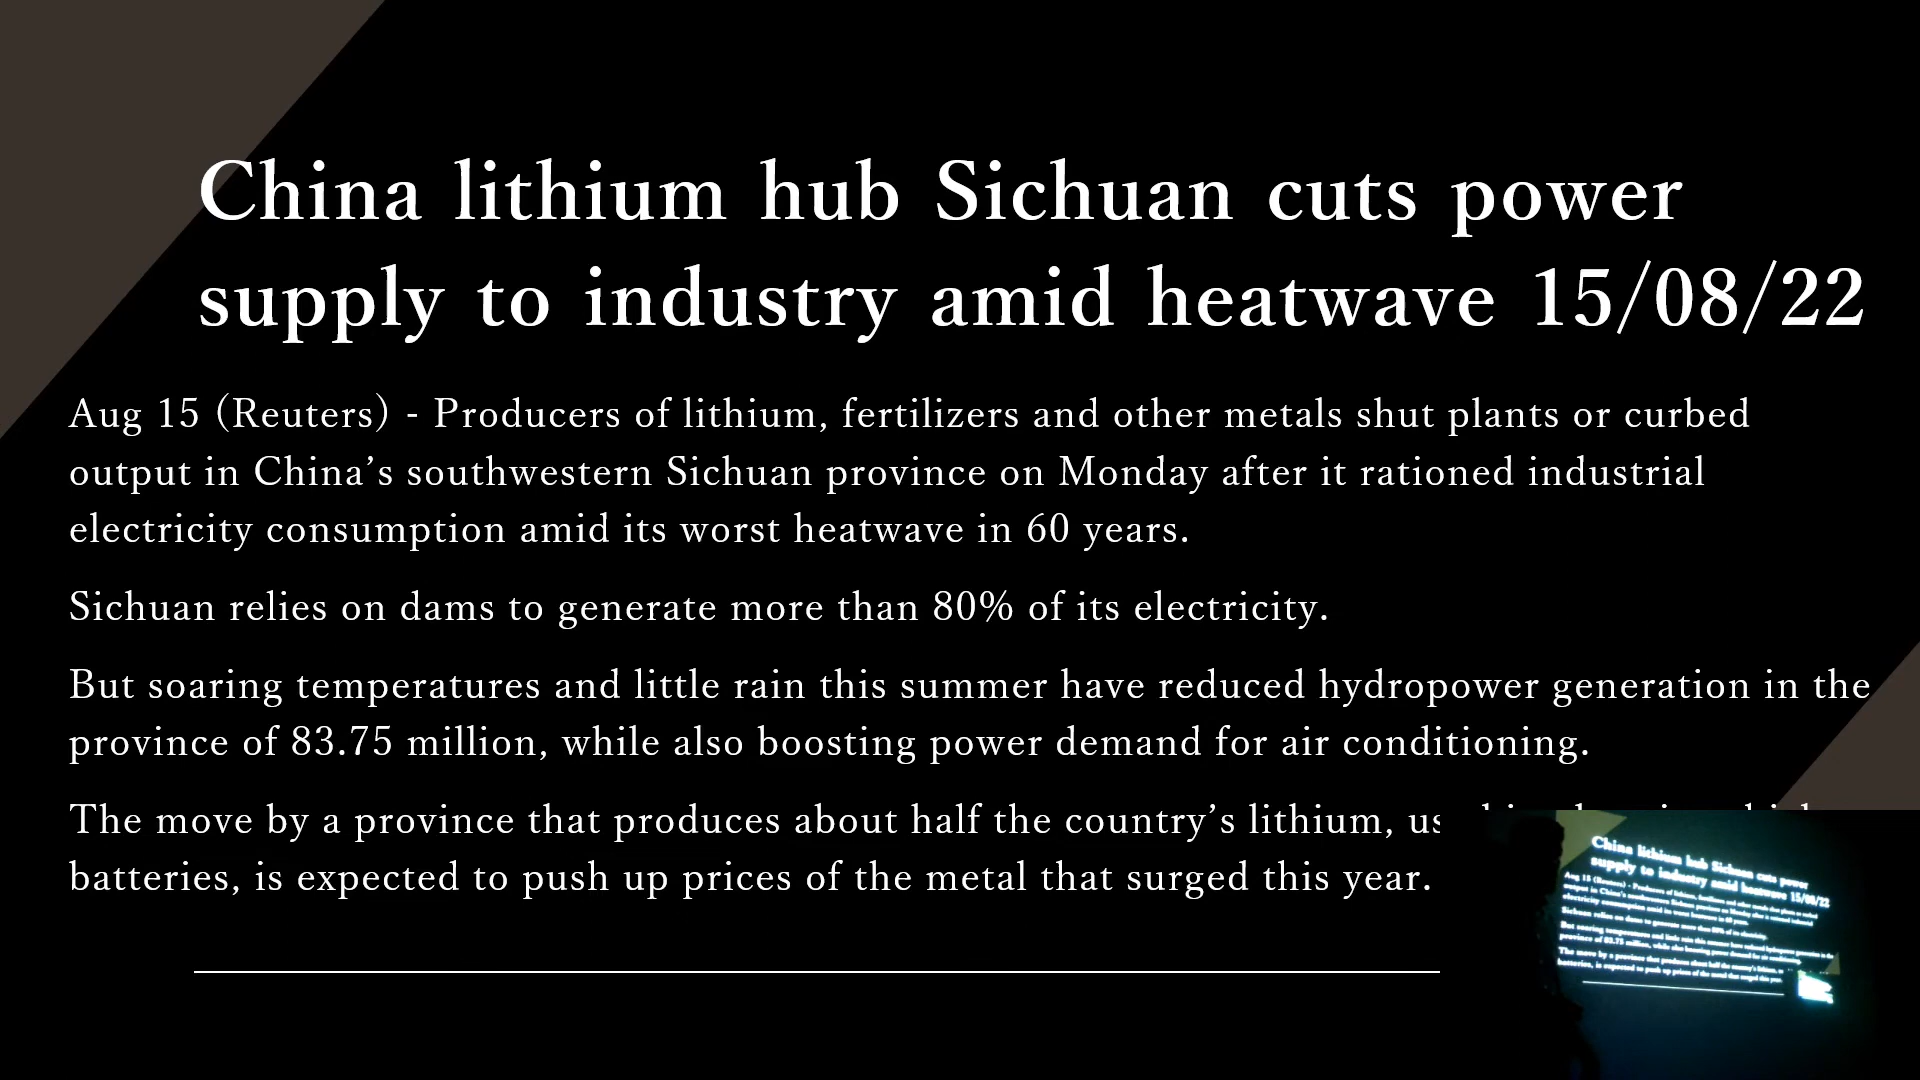 China lithium hub Sichuan cuts power
supply to industry amid heatwave 15/08/22
Aug 15 (Reuters) - Producers of lithium, fertilizers and other metals shut plants or curbed
output in China’s southwestern Sichuan province on Monday after it rationed industrial
electricity consumption amid its worst heatwave in 60 years.
Sichuan relies on dams to generate more than 80% of its electricity.
But soaring temperatures and little rain this summer have reduced hydropower generation in the
province of 83.75 million, while also boosting power demand for air conditioning.
The move by a province that produces about half the country’s lithium,
batteries, is expected to push up prices of the metal that surged this year.
China lithium hub Sichuan cuts power
supply to industry amid heatwave 15/08/22